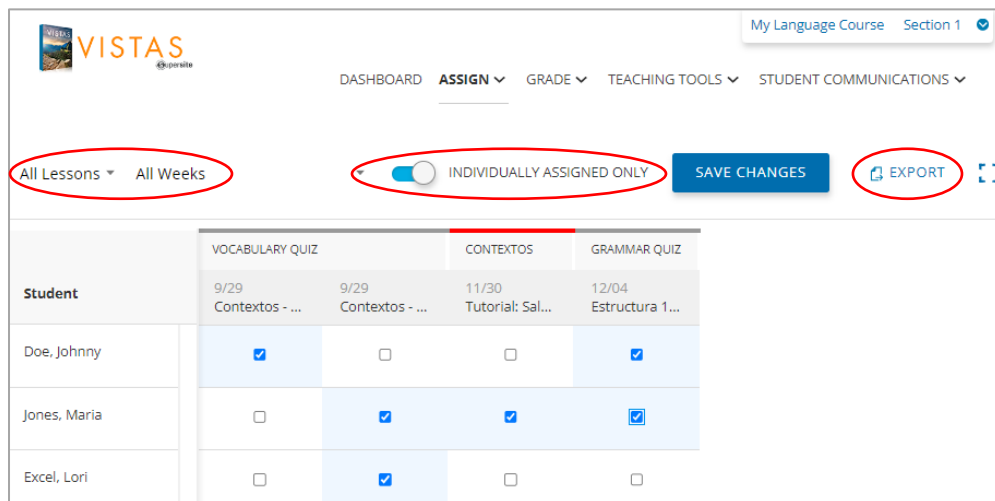 My Language Course Section 1
VISTAS
VISTAS
Supersite
DASHBOARD ASSIGN GRADE TEACHING TOOLS STUDENT COMMUNICATIONS
All Lessons All Weeks INDIVIDUALLY ASSIGNED ONLY SAVE CHANGES EXPORT
VOCABULARY QUIZ CONTEXTOS GRAMMAR QUIZ
Student
9/29 9/29 11/30 12/04
Contextos - ... Contextos - ... Tutorial: Sal... Estructura 1...
Doe, Johnny
Jones, Maria
Excel, Lori